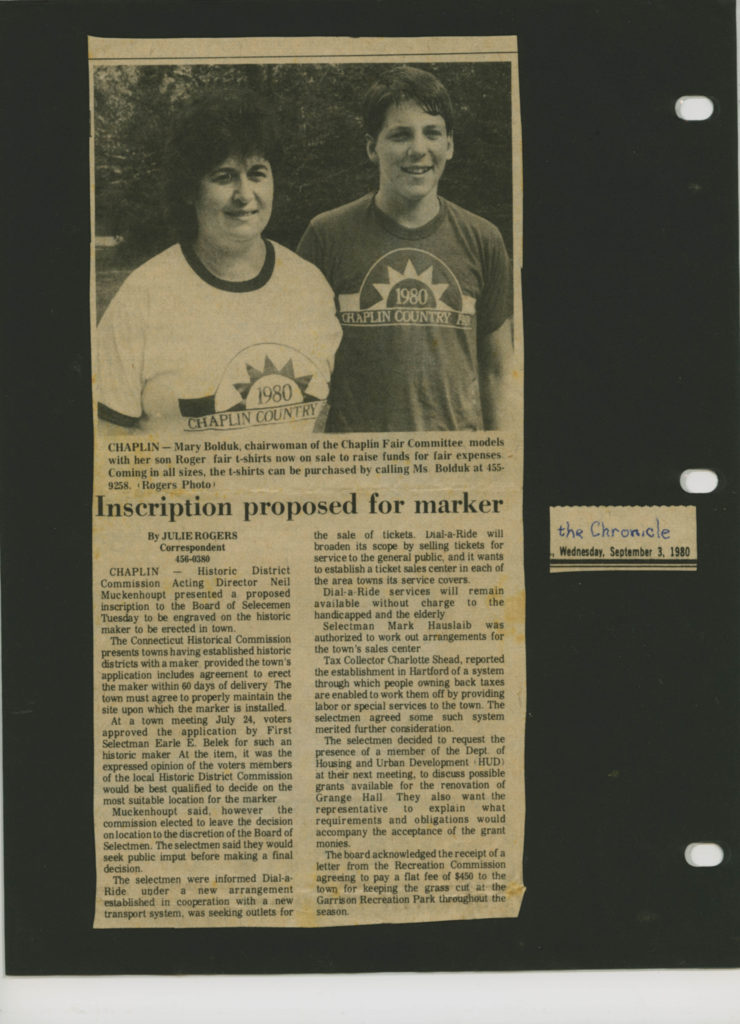 1980
CHAPLIN COUNTRY
1980
CHAPLIN COUNTRY
CHAPLIN — Mary Bolduk, chairwoman of the Chaplin Fair Committee, models
with her son Roger fair t-shirts now on sale to raise funds for fair expenses
Coming in all sizes, the t-shirts can be purchased by calling Ms Bolduk at 455-
9258. (Rogers Photo)
Inscription proposed for marker
By JULIE ROGERS
Correspondent
456-0380
CHAPLIN — Historic District
Commission Acting Director Neil
Muckenhoupt presented a proposed
inscription to the Board of Selecemen
Tuesday to be engraved on the historic
maker to be erected in town.
The Connecticut Historical Commission
presents towns having established historic
districts with a maker provided the town's
application includes agreement to erect
the maker within 60 days of delivery The
town must agree to properly maintain the
site upon which the marker is installed.
At a town meeting July 24, voters
approved the application by First
Selectman Earle E. Belek for such an
historic maker At the item, it was the
expressed opinion of the voters members
of the local Historic District Commission
would be best qualified to decide on the
most suitable location for the marker
Muckenhoupt said, however the
commission elected to leave the decision
on location to the discretion of the Board of
Selectmen. The selectmen said they would
seek public imput before making a final
decision.
The selectmen were informed Dial-a-
Ride under a new arrangement
established in cooperation with a new
transport system, was seeking outlets for
the sale of tickets. Dial-a-Ride will
broaden its scope by selling tickets for
service to the general public, and it wants
to establish a ticket sales center in each of
the area towns its service covers.
Dial-a-Ride services will remain
available without charge to the
handicapped and the elderly
Selectman Mark Hauslaib was
authorized to work out arrangements for
the town's sales center
Tax Collector Charlotte Shead, reported
the establishment in Hartford of a system
through which people owning back taxes
are enabled to work them off by providing
labor or special services to the town. The
selectmen agreed some such system
merited further consideration.
The selectmen decided to request the
presence of a member of the Dept. of
Housing and Urban Development (HUD)
at their next meeting, to discuss possible
grants available for the renovation of
Grange Hall They also want the
representative to explain what
requirements and obligations would
accompany the acceptance of the grant
monies.
The board acknowledged the receipt of a
letter from the Recreation Commission
agreeing to pay a flat fee of $450 to the
town for keeping the grass cut at the
Garrison Recreation Park throughout the
season.
the Chronicle
Wednesday, September 3, 1980